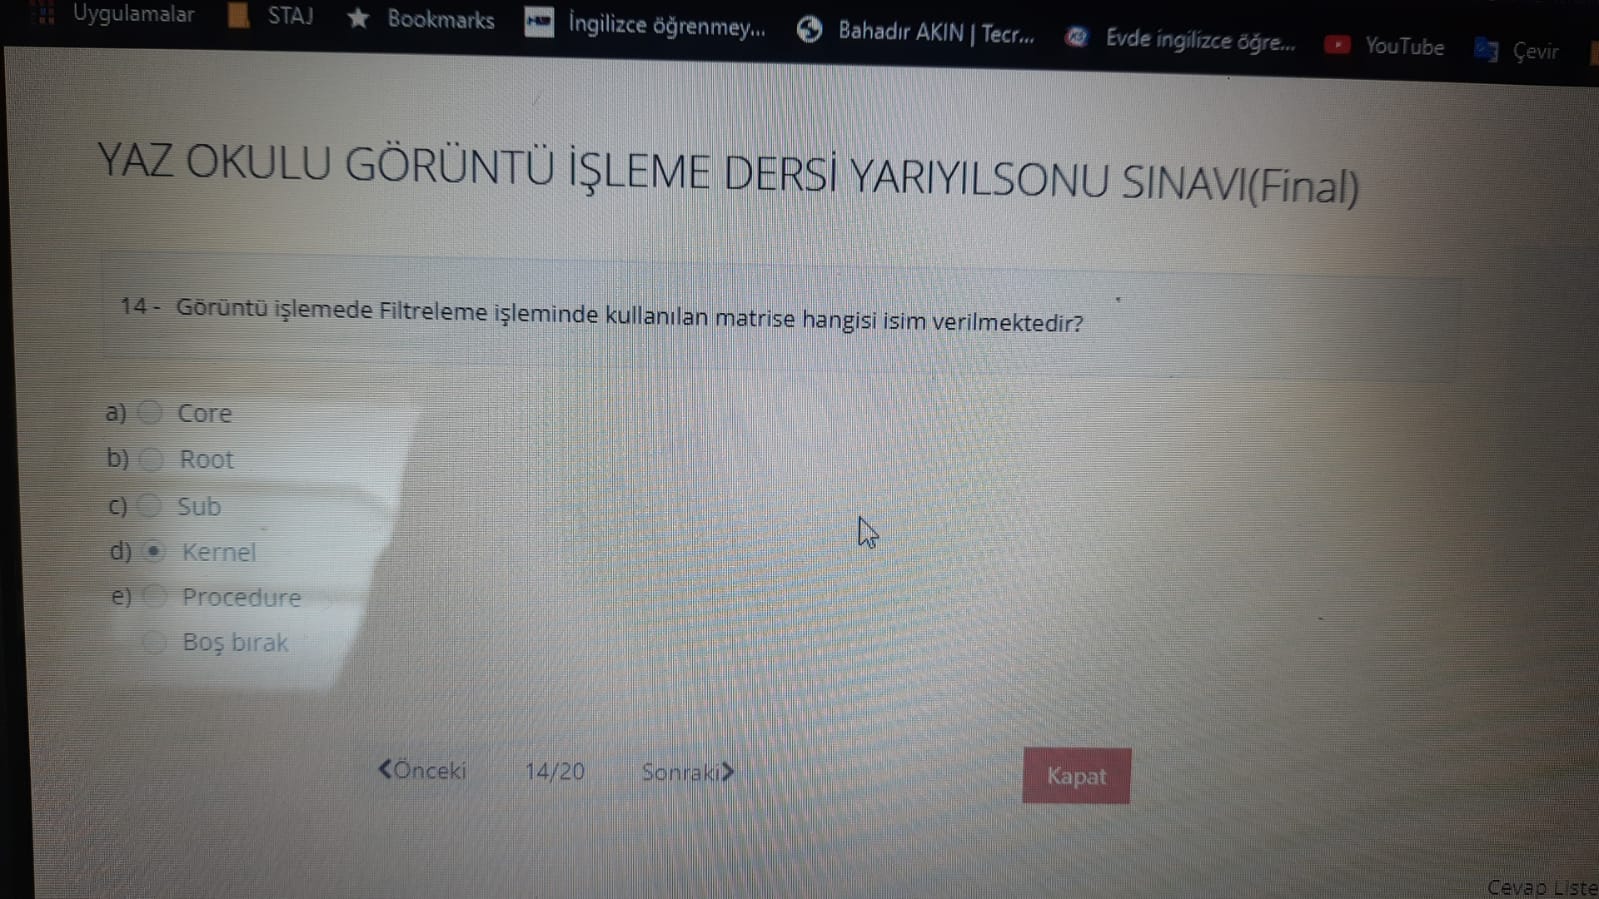 Uygulamalar STAJ Bookmarks İngilizce öğrenmey... Bahadır AKIN | Tecr... Evde ingilizce öğre... YouTube Çevir
YAZ OKULU GÖRÜNTÜ İŞLEME DERSİ YARIYILSONU SINAVI(Final)
14 - Görüntü işlemede Filtreleme işleminde kullanılan matrise hangisi isim verilmektedir?
a) Core
b) Root
c) Sub
d) Kernel
e) Procedure
Boş bırak
Önceki 14/20 Sonraki Kapat
Cevap Liste